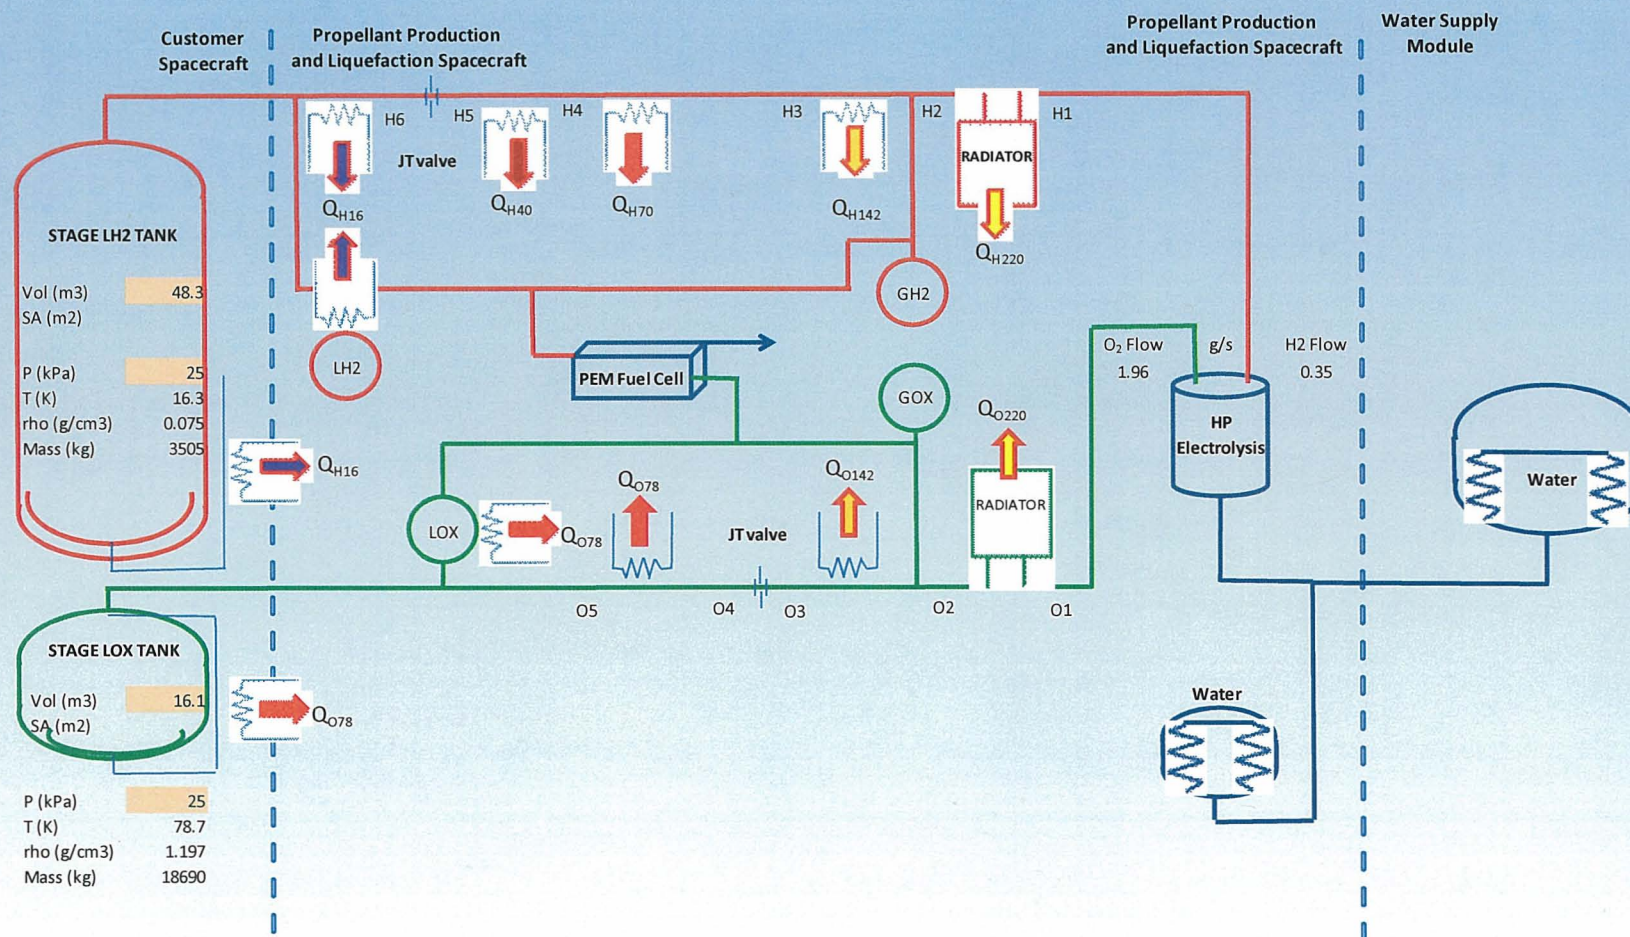 Customer
Spacecraft
Propellant Production
and Liquefaction Spacecraft
Propellant Production
and Liquefaction Spacecraft
Water Supply
Module
H6
H5
H4
H3
H2
H1
JT valve
RADIATOR
QH16
QH40
QH70
QH142
QH220
STAGE LH2 TANK
Vol (m3) 48.3
SA (m2)
P (kPa) 25
T (K) 16.3
rho (g/cm3) 0.075
Mass (kg) 3505
GH2
LH2
PEM Fuel Cell
GOX
O2 Flow g/s H2 Flow
1.96 0.35
HP
Electrolysis
Water
QH16
QO78
QO142
QO220
LOX
QO78
JT valve
RADIATOR
O5
O4
O3
O2
O1
STAGE LOX TANK
Vol (m3) 16.1
SA (m2)
QO78
Water
P (kPa) 25
T (K) 78.7
rho (g/cm3) 1.197
Mass (kg) 18690